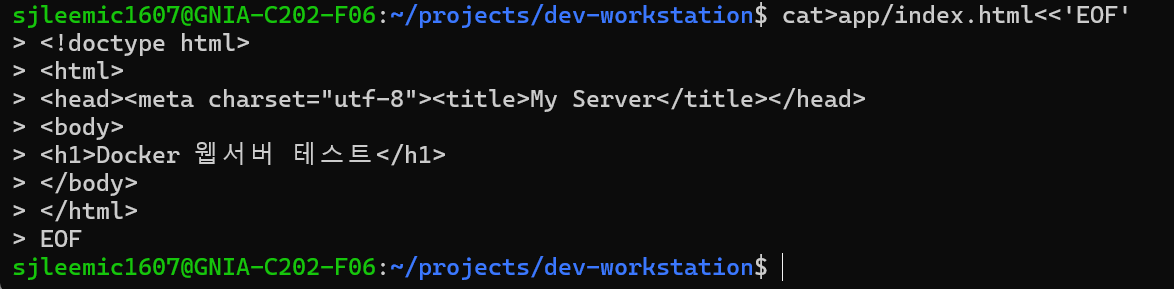 sjleemic1607@GNIA-C202-F06:~/projects/dev-workstation$ cat>app/index.html<<'EOF'
> <!doctype html>
> <html>
> <head><meta charset="utf-8"><title>My Server</title></head>
> <body>
> <h1>Docker 웹서버 테스트</h1>
> </body>
> </html>
> EOF
sjleemic1607@GNIA-C202-F06:~/projects/dev-workstation$